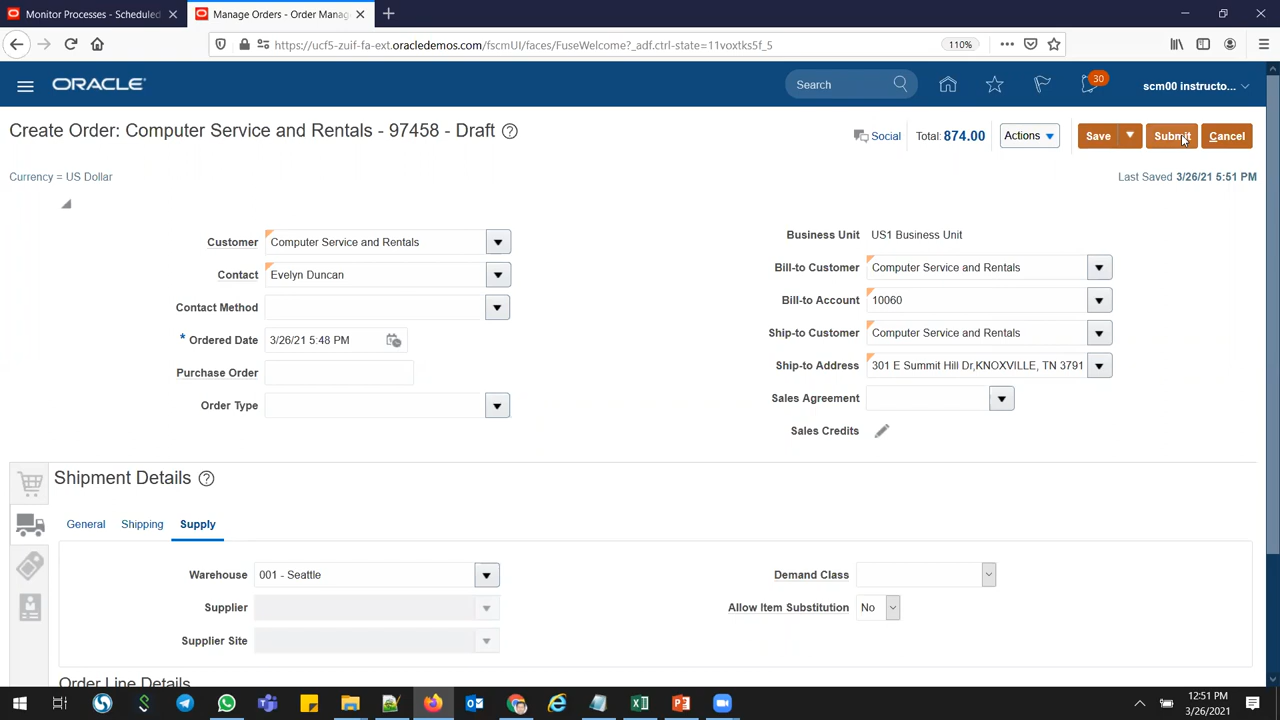 Monitor Processes - Scheduled
Manage Orders - Order Manag
https://ucf5-zuif-fa-ext.oracledemos.com/fscmUI/faces/FuseWelcome?_adf.ctrl-state=11voxtks5f_5
110%
ORACLE
Search
30
scm00 instructo...
Create Order: Computer Service and Rentals - 97458 - Draft
Social
Total: 874.00
Actions
Save
Submit
Cancel
Currency = US Dollar
Last Saved 3/26/21 5:51 PM
Customer Computer Service and Rentals
Contact Evelyn Duncan
Contact Method
* Ordered Date 3/26/21 5:48 PM
Purchase Order
Order Type
Business Unit US1 Business Unit
Bill-to Customer Computer Service and Rentals
Bill-to Account 10060
Ship-to Customer Computer Service and Rentals
Ship-to Address 301 E Summit Hill Dr,KNOXVILLE, TN 3791
Sales Agreement
Sales Credits
Shipment Details
General Shipping Supply
Warehouse 001 - Seattle
Supplier
Supplier Site
Demand Class
Allow Item Substitution No
Order Line Details
12:51 PM
3/26/2021